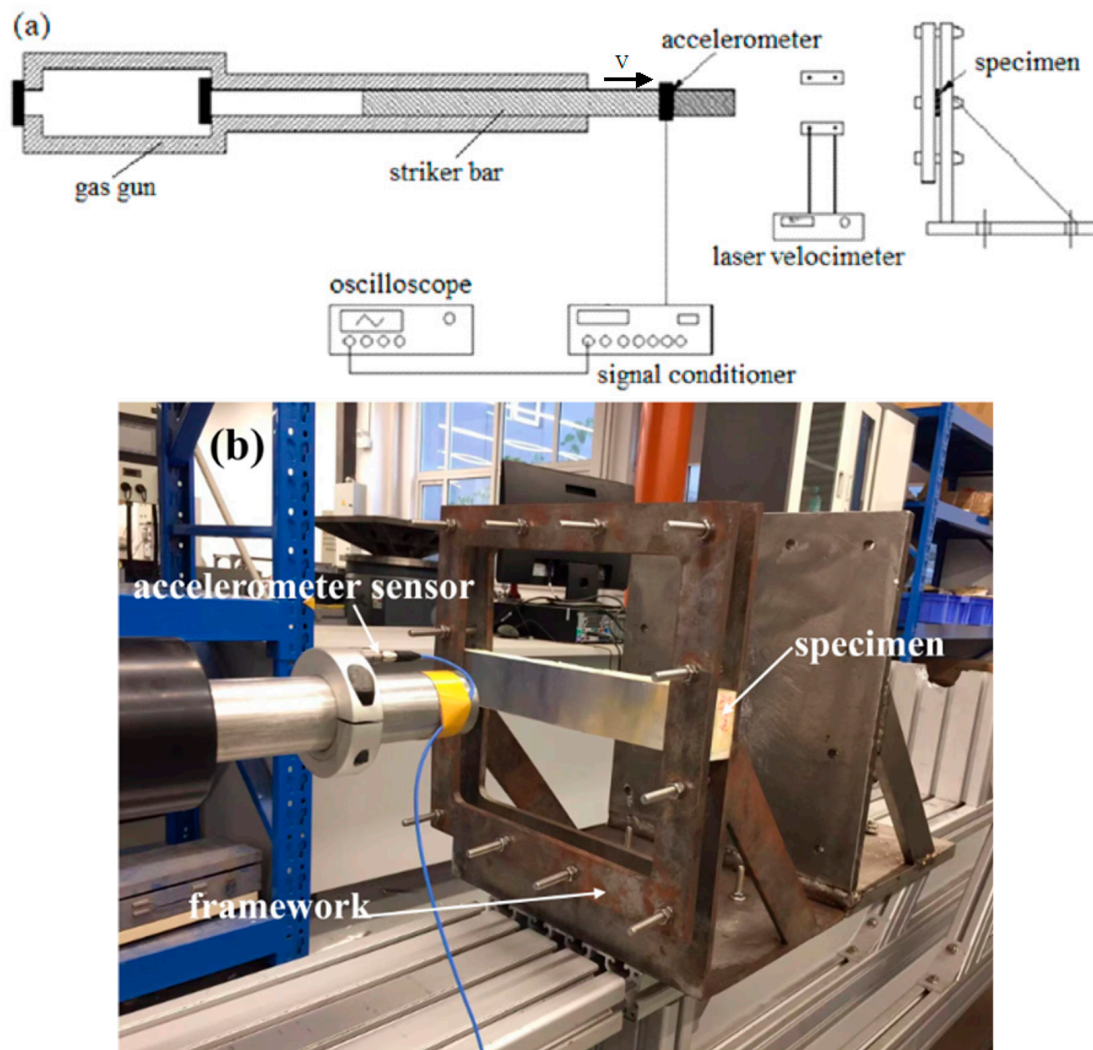 (a)
v
accelerometer
specimen
gas gun
striker bar
laser velocimeter
oscilloscope
signal conditioner
(b)
accelerometer sensor
specimen
framework